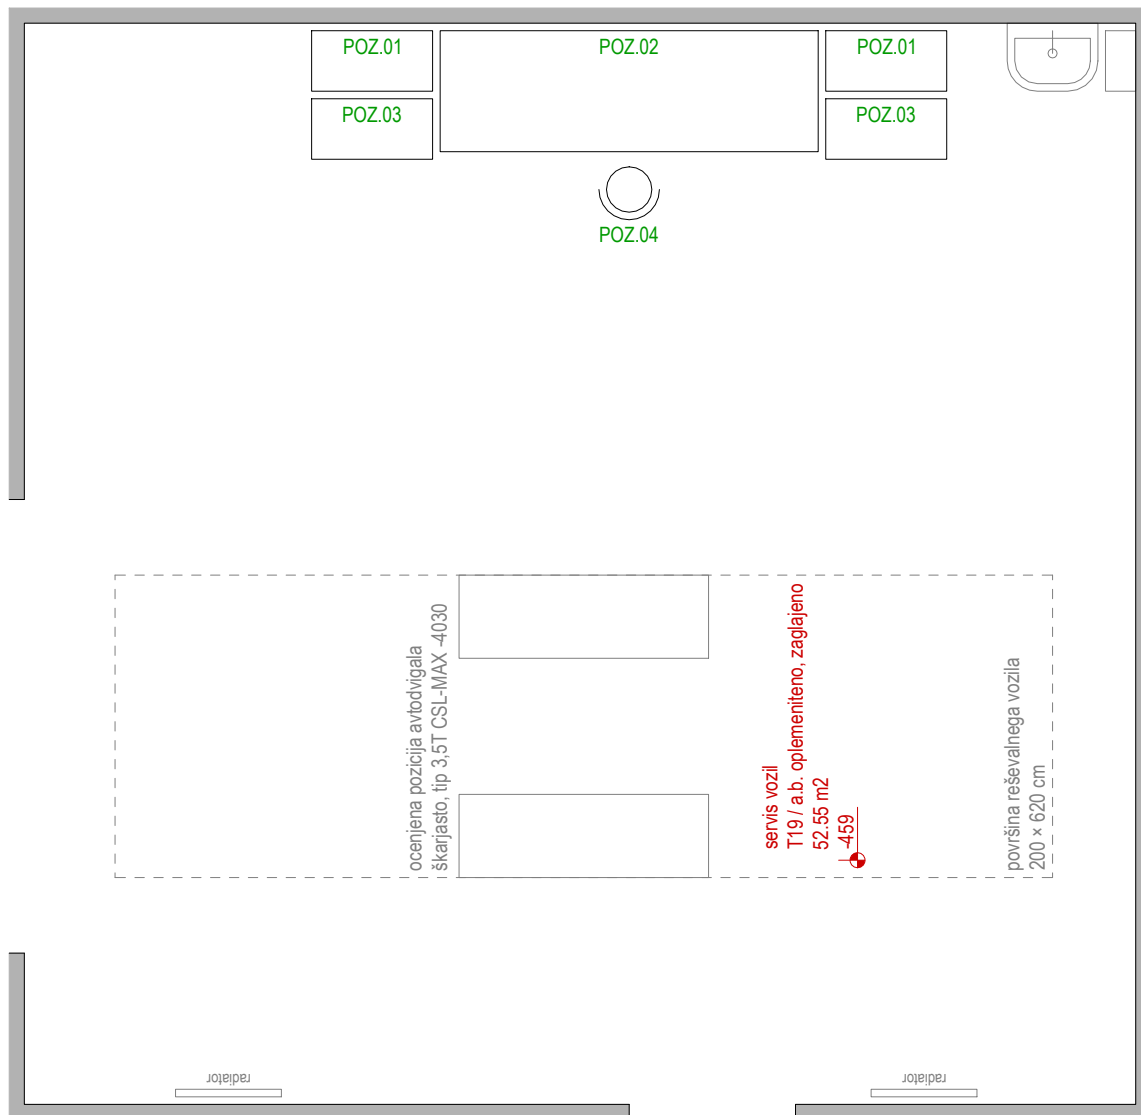 POZ.01
POZ.02
POZ.01
POZ.03
POZ.03
POZ.04
ocenjena pozicija avtodvigala
škarjasto, tip 3,5T CSL-MAX -4030
servis vozil
T19 / a.b. oplemeniteno, zaglajeno
52.55 m2
-459
površina reševalnega vozila
200 × 620 cm
radiator
radiator